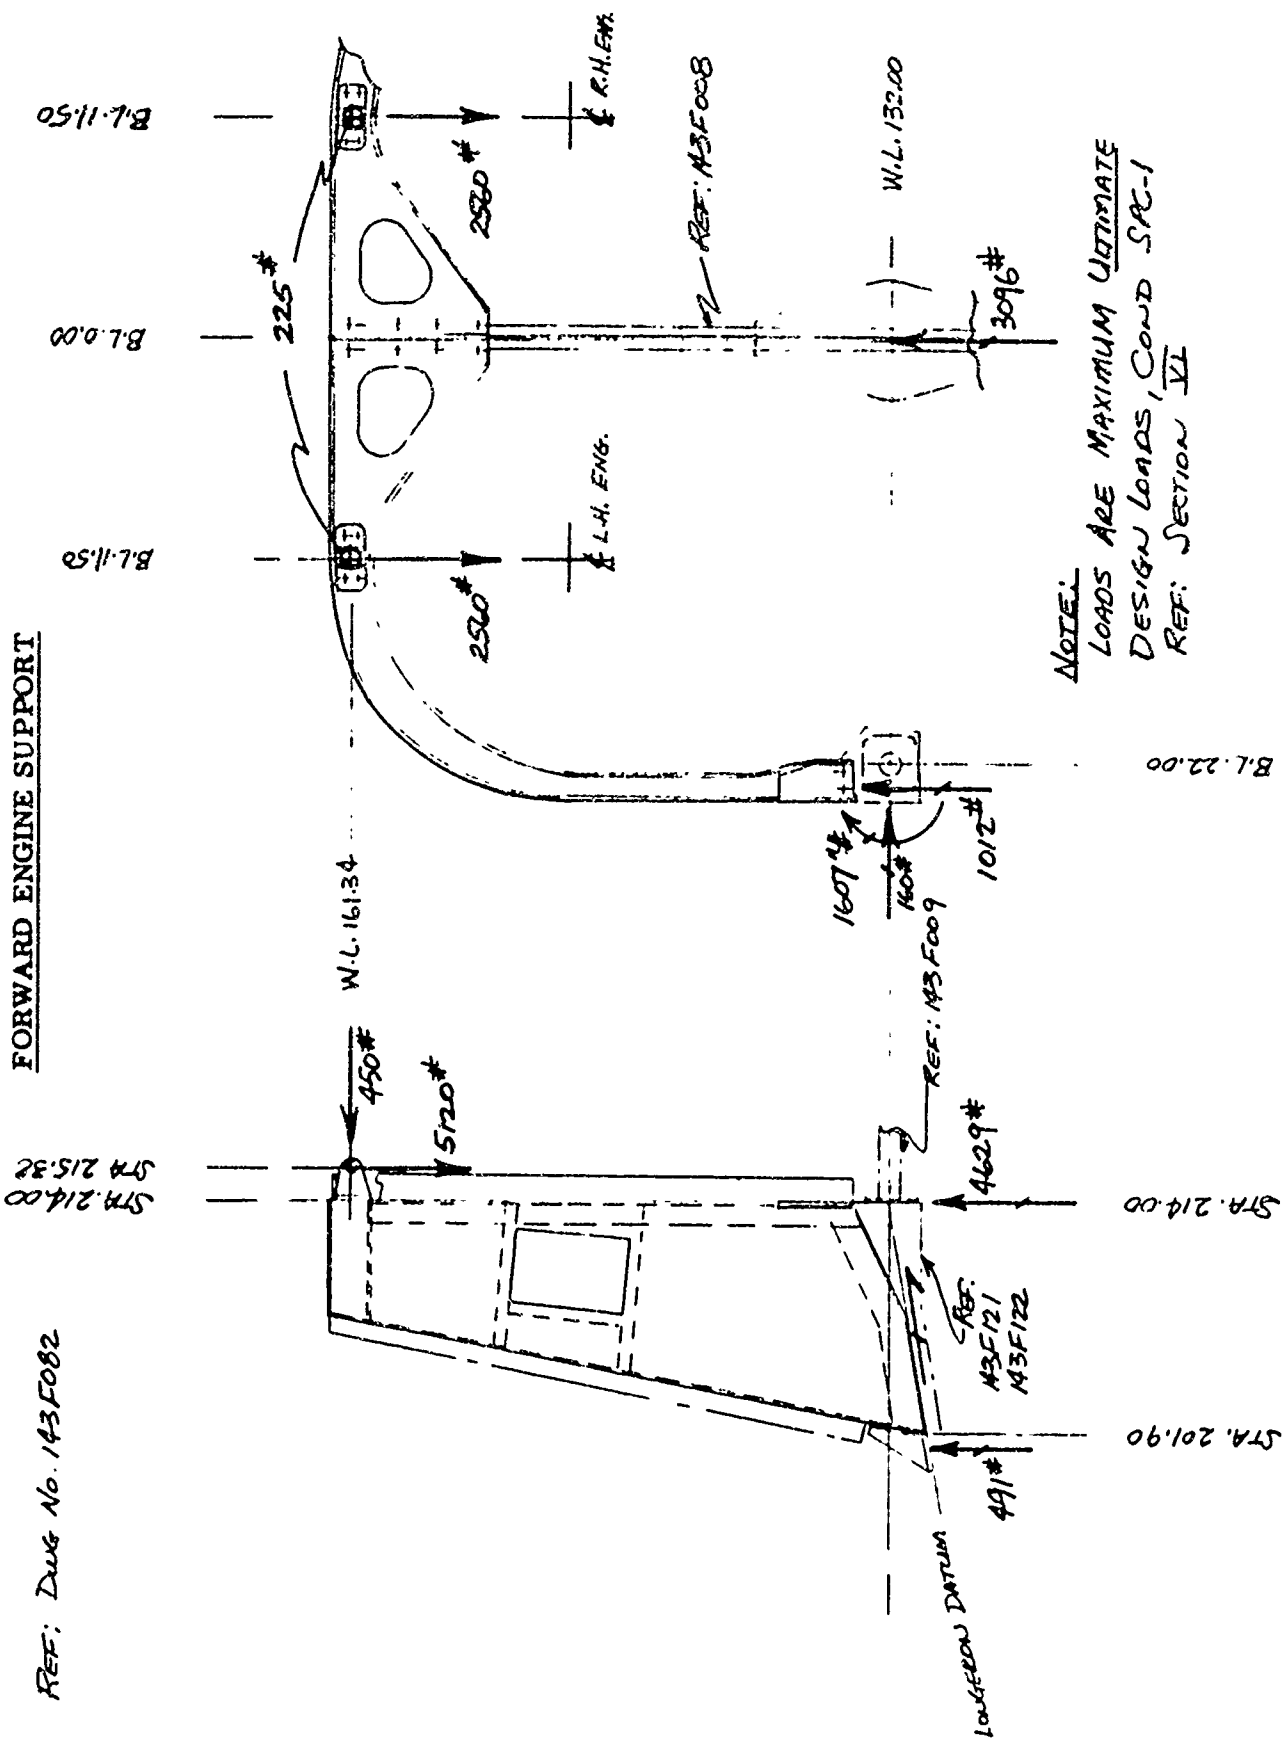 FORWARD ENGINE SUPPORT
REF: DWG NO. 143F082
STA 215.32
STA. 214.00
450#
5120#
W.L. 161.34
B.L. 11.50
B.L. 0.00
B.L. 11.50
225#
2560#
2560#
℄ L.H. ENG.
℄ R.H. ENG.
REF: 143F008
W.L. 132.00
3096#
1607"#
160#
1012#
B.L. 22.00
REF: 143F009
4629#
STA. 214.00
REF:
143F121
143F122
491#
STA. 201.90
LONGERON DATUM
NOTE:
LOADS ARE MAXIMUM ULTIMATE
DESIGN LOADS, COND SPC-1
REF: SECTION VI